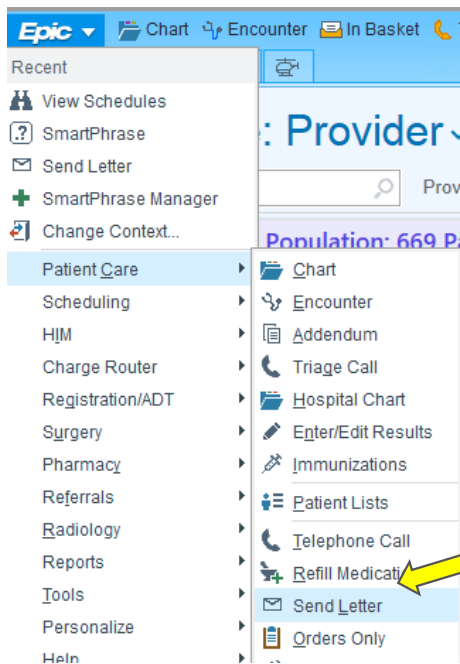 Epic Chart Encounter In Basket
Recent
View Schedules
: Provider
SmartPhrase
Send Letter
SmartPhrase Manager
Prov
Change Context...
Population: 669 Pa
Patient Care
Scheduling
HIM
Charge Router
Registration/ADT
Surgery
Pharmacy
Referrals
Radiology
Reports
Tools
Personalize
Help
Chart
Encounter
Addendum
Triage Call
Hospital Chart
Enter/Edit Results
Immunizations
Patient Lists
Telephone Call
Refill Medicati
Send Letter
Orders Only